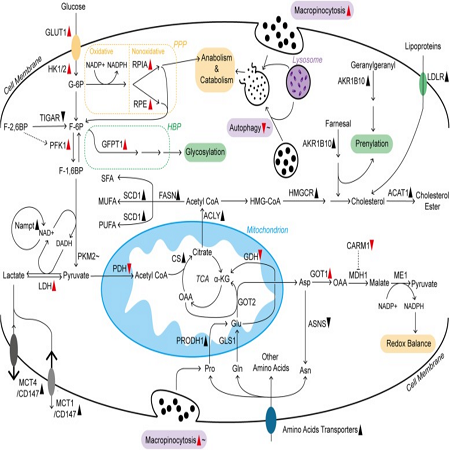 Glucose
Macropinocytosis
GLUT1
Lipoproteins
Cell Membrane
Oxidative
Nonoxidative
PPP
HK1/2
NADP+ NADPH
RPIA
Anabolism &
Catabolism
Lysosome
Geranylgeranyl
AKR1B10
LDLR
G-6P
RPE
TIGAR
F-2,6BP
F-6P
HBP
Autophagy ~
Farnesal
PFK1
GFPT1
Glycosylation
AKR1B10
Prenylation
F-1,6BP
SFA
MUFA
SCD1
FASN
Acetyl CoA
HMG-CoA
HMGCR
Cholesterol
ACAT1
Cholesterol
Ester
SCD1
PUFA
ACLY
Nampt
NAD+
DADH
Mitochondrion
PKM2~
Citrate
GDH
CARM1
Lactate
Pyruvate
PDH
Acetyl CoA
CS
TCA
α-KG
Asp
GOT1
OAA
MDH1
Malate
ME1
Pyruvate
LDH
OAA
GOT2
NADP+
NADPH
Glu
ASNS
PRODH1
GLS1
Redox Balance
Pro
Gln
Other
Amino Acids
Asn
MCT4
/CD147
MCT1
/CD147
Cell Membrane
Macropinocytosis ~
Amino Acids Transporters